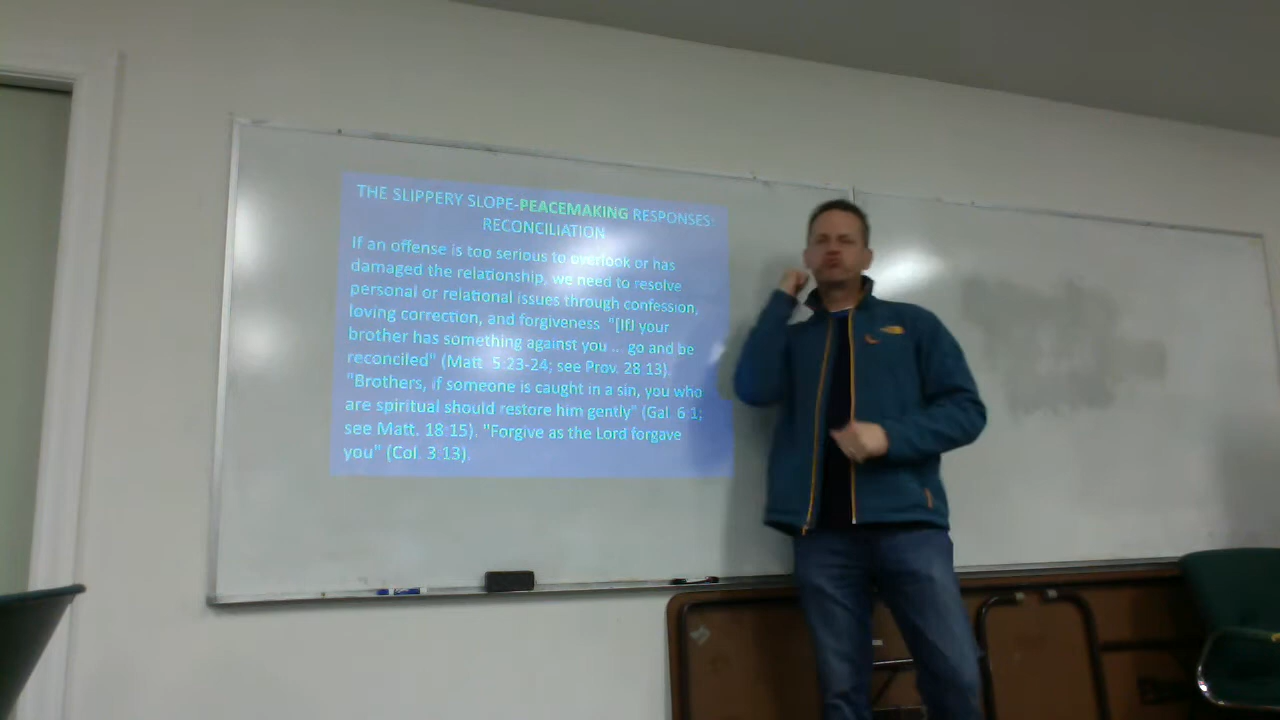 THE SLIPPERY SLOPE-PEACEMAKING RESPONSES-
RECONCILIATION
If an offense is too serious to overlook or has
damaged the relationship, we need to resolve
personal or relational issues through confession,
loving correction, and forgiveness "[If] your
brother has something against you ... go and be
reconciled" (Matt. 5:23-24; see Prov. 28:13).
"Brothers, if someone is caught in a sin, you who
are spiritual should restore him gently" (Gal. 6:1;
see Matt. 18:15). "Forgive as the Lord forgave
you" (Col. 3:13).